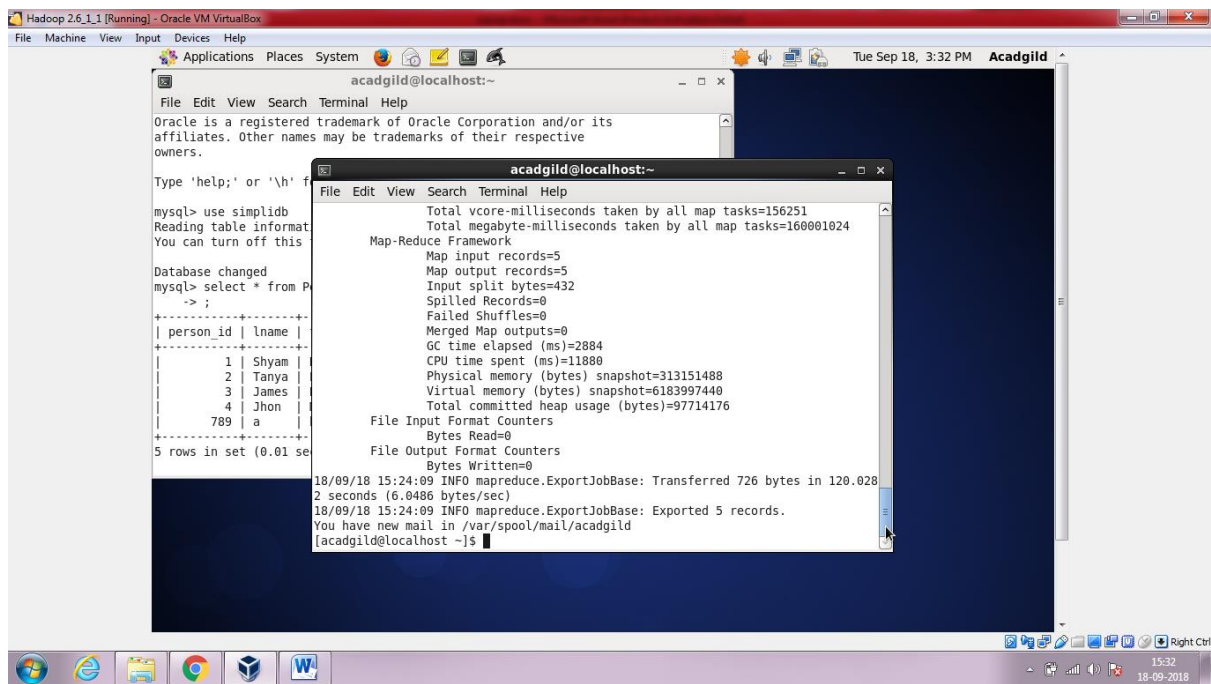 Hadoop 2.6_1_1 [Running] - Oracle VM VirtualBox
File Machine View Input Devices Help
Applications Places System Tue Sep 18, 3:32 PM Acadgild
acadgild@localhost:~
File Edit View Search Terminal Help
Oracle is a registered trademark of Oracle Corporation and/or its
affiliates. Other names may be trademarks of their respective
owners.
Type 'help;' or '\h' f
mysql> use simplidb
Reading table informat
You can turn off this
Database changed
mysql> select * from P
-> ;
+-----------+-------+-
| person_id | lname |
+-----------+-------+-
| 1 | Shyam |
| 2 | Tanya |
| 3 | James |
| 4 | Jhon |
| 789 | a |
+-----------+-------+-
5 rows in set (0.01 se
acadgild@localhost:~
File Edit View Search Terminal Help
Total vcore-milliseconds taken by all map tasks=156251
Total megabyte-milliseconds taken by all map tasks=160001024
Map-Reduce Framework
Map input records=5
Map output records=5
Input split bytes=432
Spilled Records=0
Failed Shuffles=0
Merged Map outputs=0
GC time elapsed (ms)=2884
CPU time spent (ms)=11880
Physical memory (bytes) snapshot=313151488
Virtual memory (bytes) snapshot=6183997440
Total committed heap usage (bytes)=97714176
File Input Format Counters
Bytes Read=0
File Output Format Counters
Bytes Written=0
18/09/18 15:24:09 INFO mapreduce.ExportJobBase: Transferred 726 bytes in 120.028
2 seconds (6.0486 bytes/sec)
18/09/18 15:24:09 INFO mapreduce.ExportJobBase: Exported 5 records.
You have new mail in /var/spool/mail/acadgild
[acadgild@localhost ~]$
Right Ctrl
15:32
18-09-2018